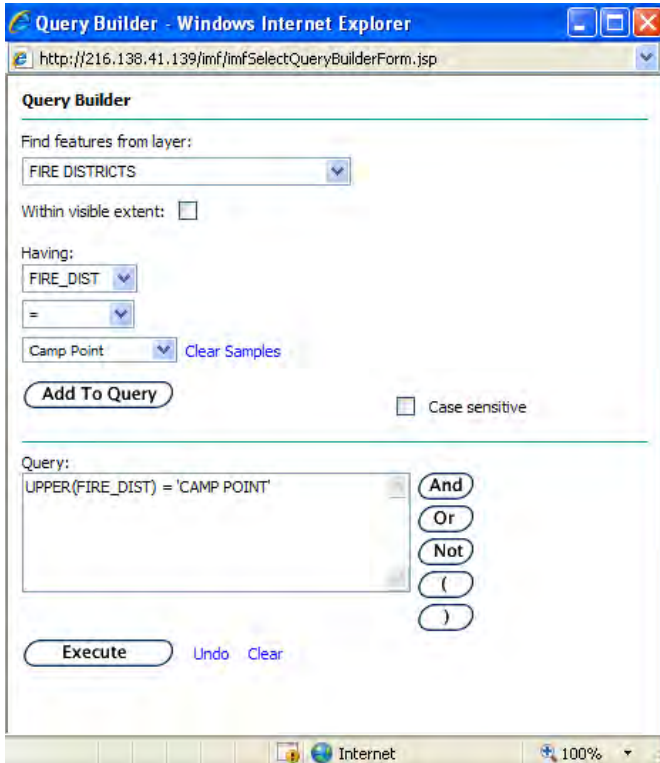 Query Builder - Windows Internet Explorer
http://216.138.41.139/imf/imfSelectQueryBuilderForm.jsp
Query Builder
Find features from layer:
FIRE DISTRICTS
Within visible extent:
Having:
FIRE_DIST
=
Camp Point Clear Samples
Add To Query Case sensitive
Query:
UPPER(FIRE_DIST) = 'CAMP POINT'
And
Or
Not
(
)
Execute Undo Clear
Internet 100%